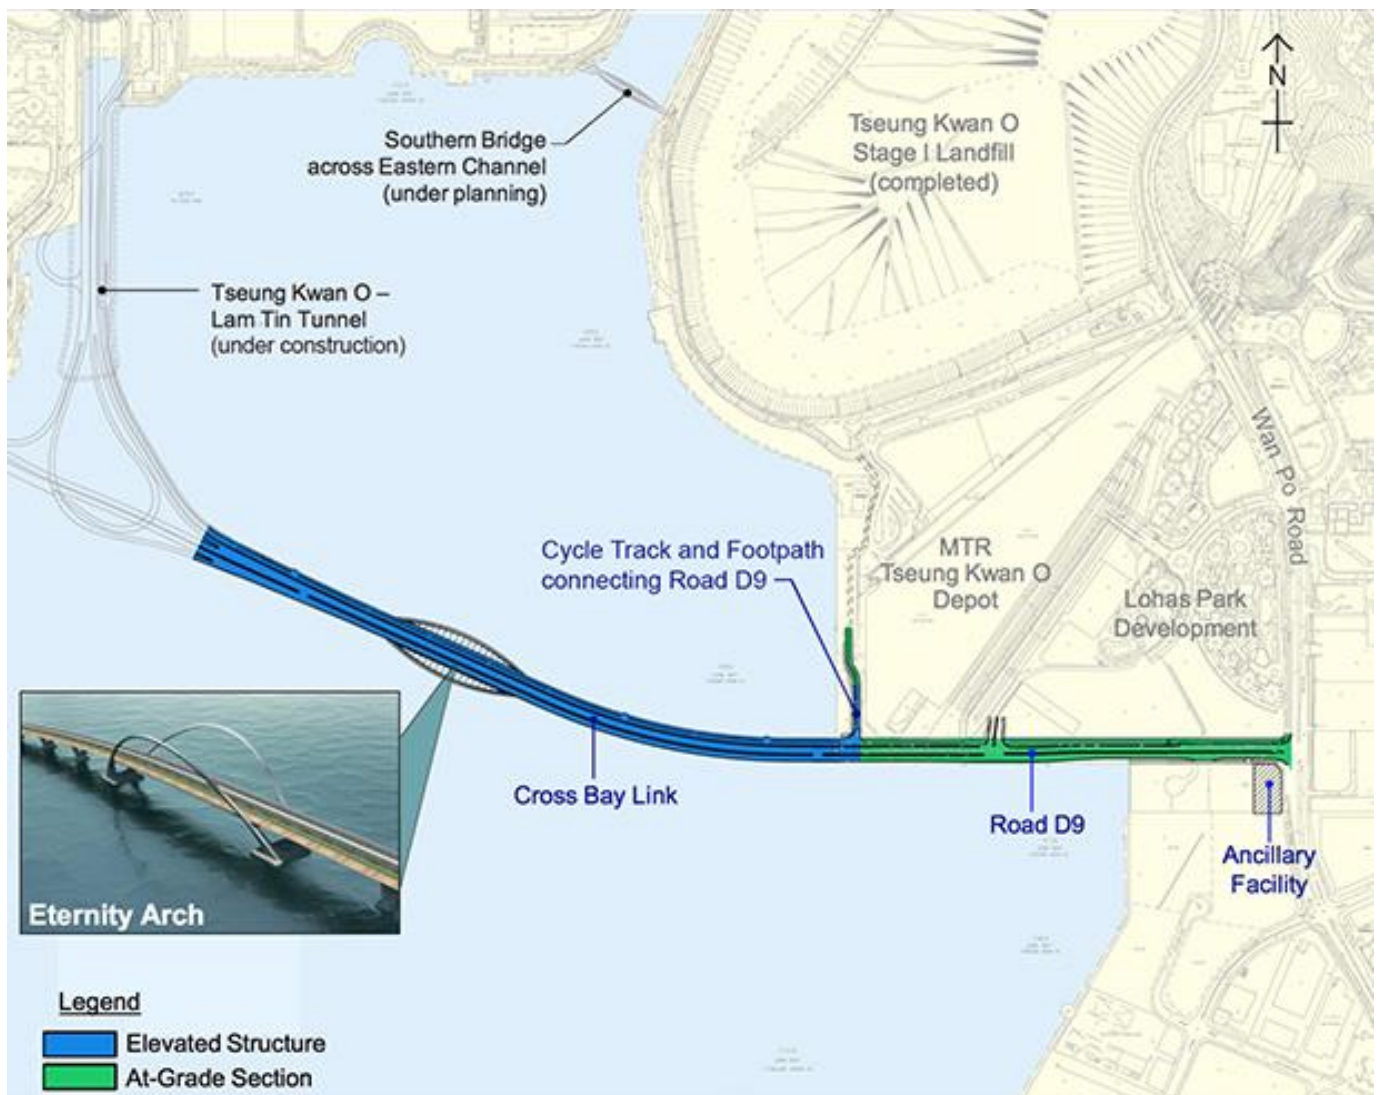 N
Tseung Kwan O
Stage I Landfill
(completed)
Southern Bridge
across Eastern Channel
(under planning)
Tseung Kwan O –
Lam Tin Tunnel
(under construction)
Wan Po Road
Cycle Track and Footpath
connecting Road D9
MTR
Tseung Kwan O
Depot
Lohas Park
Development
Cross Bay Link
Road D9
Ancillary
Facility
Eternity Arch
Legend
Elevated Structure
At-Grade Section